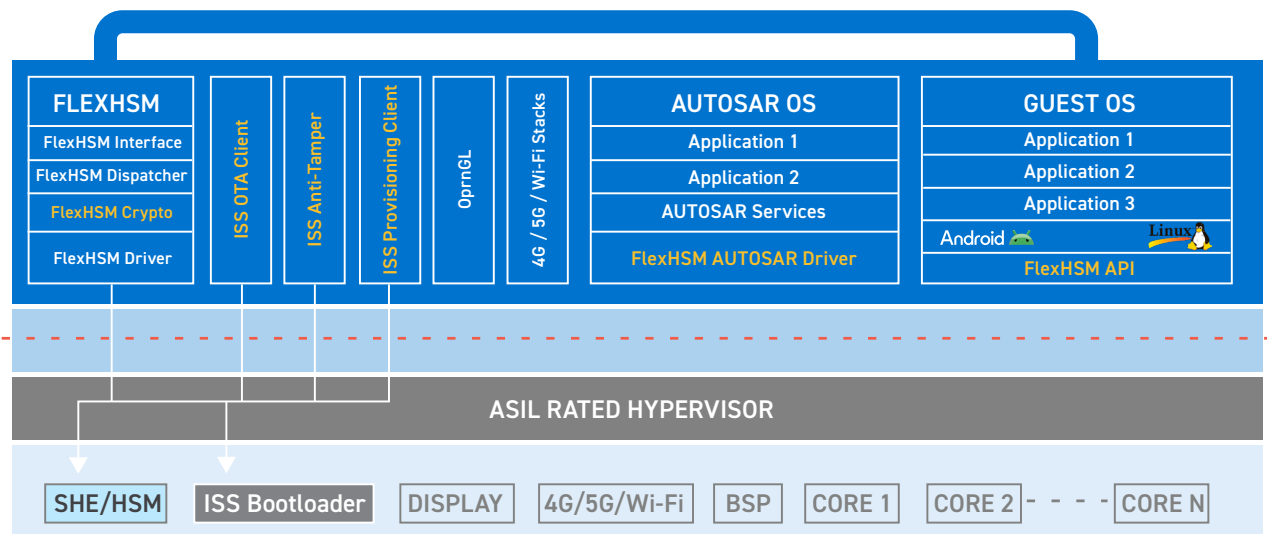 FLEXHSM
FlexHSM Interface
FlexHSM Dispatcher
FlexHSM Crypto
FlexHSM Driver
ISS OTA Client
ISS Anti-Tamper
ISS Provisioning Client
OprnGL
4G / 5G / Wi-Fi Stacks
AUTOSAR OS
Application 1
Application 2
AUTOSAR Services
FlexHSM AUTOSAR Driver
GUEST OS
Application 1
Application 2
Application 3
Android
Linux
FlexHSM API
ASIL RATED HYPERVISOR
SHE/HSM
ISS Bootloader
DISPLAY
4G/5G/Wi-Fi
BSP
CORE 1
CORE 2
CORE N